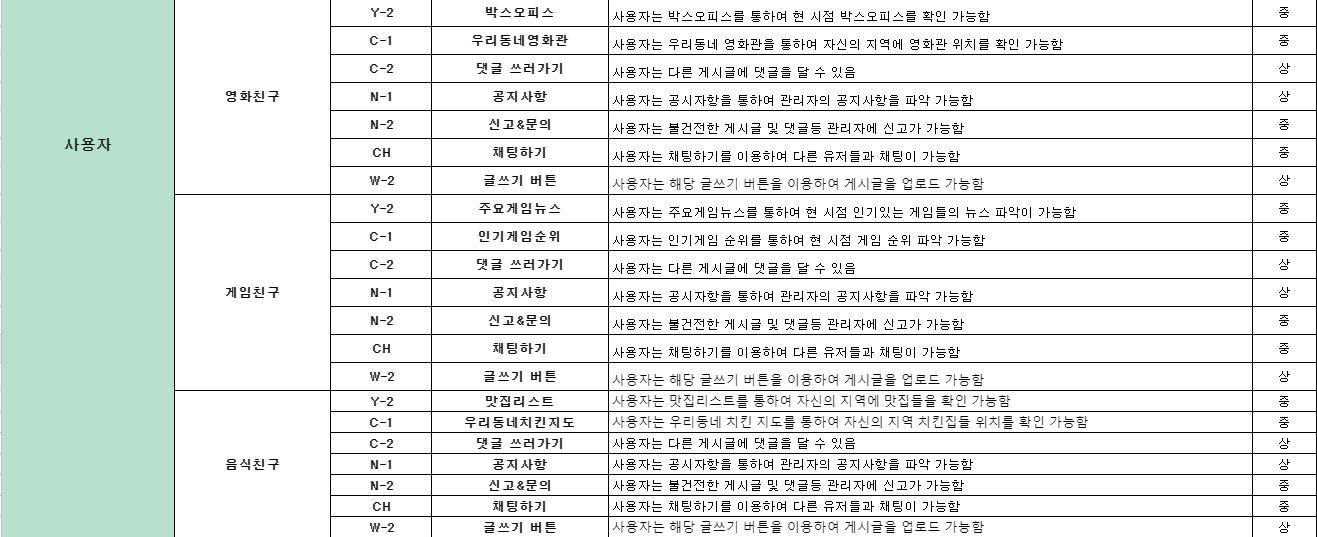 사용자
영화친구
Y-2 박스오피스 사용자는 박스오피스를 통하여 현 시점 박스오피스를 확인 가능함 중
C-1 우리동네영화관 사용자는 우리동네 영화관을 통하여 자신의 지역에 영화관 위치를 확인 가능함 중
C-2 댓글 쓰러가기 사용자는 다른 게시글에 댓글을 달 수 있음 상
N-1 공지사항 사용자는 공시자항을 통하여 관리자의 공지사항을 파악 가능함 상
N-2 신고&문의 사용자는 불건전한 게시글 및 댓글등 관리자에 신고가 가능함 중
CH 채팅하기 사용자는 채팅하기를 이용하여 다른 유저들과 채팅이 가능함 중
W-2 글쓰기 버튼 사용자는 해당 글쓰기 버튼을 이용하여 게시글을 업로드 가능함 상
게임친구
Y-2 주요게임뉴스 사용자는 주요게임뉴스를 통하여 현 시점 인기있는 게임들의 뉴스 파악이 가능함 중
C-1 인기게임순위 사용자는 인기게임 순위를 통하여 현 시점 게임 순위 파악 가능함 중
C-2 댓글 쓰러가기 사용자는 다른 게시글에 댓글을 달 수 있음 상
N-1 공지사항 사용자는 공시자항을 통하여 관리자의 공지사항을 파악 가능함 상
N-2 신고&문의 사용자는 불건전한 게시글 및 댓글등 관리자에 신고가 가능함 중
CH 채팅하기 사용자는 채팅하기를 이용하여 다른 유저들과 채팅이 가능함 중
W-2 글쓰기 버튼 사용자는 해당 글쓰기 버튼을 이용하여 게시글을 업로드 가능함 상
음식친구
Y-2 맛집리스트 사용자는 맛집리스트를 통하여 자신의 지역에 맛집들을 확인 가능함 중
C-1 우리동네치킨지도 사용자는 우리동네 치킨 지도를 통하여 자신의 지역 치킨집들 위치를 확인 가능함 중
C-2 댓글 쓰러가기 사용자는 다른 게시글에 댓글을 달 수 있음 상
N-1 공지사항 사용자는 공시자항을 통하여 관리자의 공지사항을 파악 가능함 상
N-2 신고&문의 사용자는 불건전한 게시글 및 댓글등 관리자에 신고가 가능함 중
CH 채팅하기 사용자는 채팅하기를 이용하여 다른 유저들과 채팅이 가능함 중
W-2 글쓰기 버튼 사용자는 해당 글쓰기 버튼을 이용하여 게시글을 업로드 가능함 상